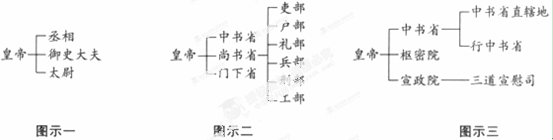 丞相
皇帝
御史大夫
太尉
图示一
中书省
皇帝
尚书省
门下省
吏部
户部
礼部
兵部
刑部
工部
图示二
中书省
中书省直辖地
行中书省
皇帝
枢密院
宣政院
三道宣慰司
图示三